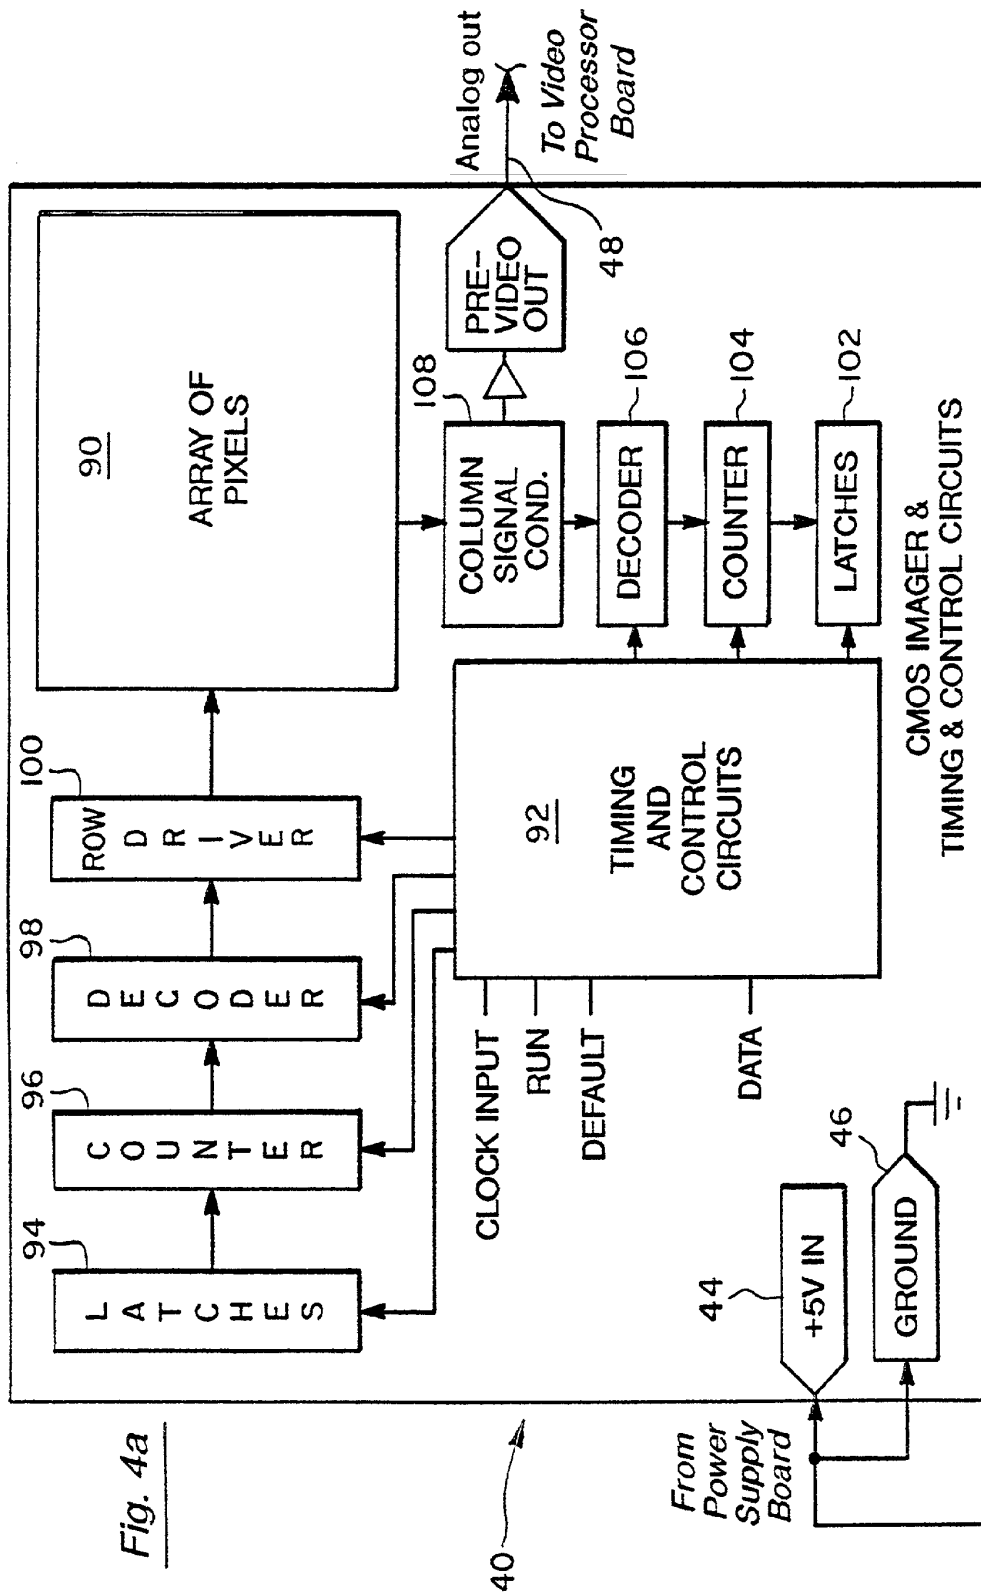 Fig. 4a
40
94
LATCHES
96
COUNTER
98
DECODER
100
ROW
DRIVER
90
ARRAY OF
PIXELS
108
COLUMN
SIGNAL
COND.
PRE-
VIDEO
OUT
Analog out
To Video
Processor
Board
48
DECODER
106
COUNTER
104
LATCHES
102
92
TIMING
AND
CONTROL
CIRCUITS
CLOCK INPUT
RUN
DEFAULT
DATA
44
+5V IN
46
GROUND
From
Power
Supply
Board
CMOS IMAGER &
TIMING & CONTROL CIRCUITS